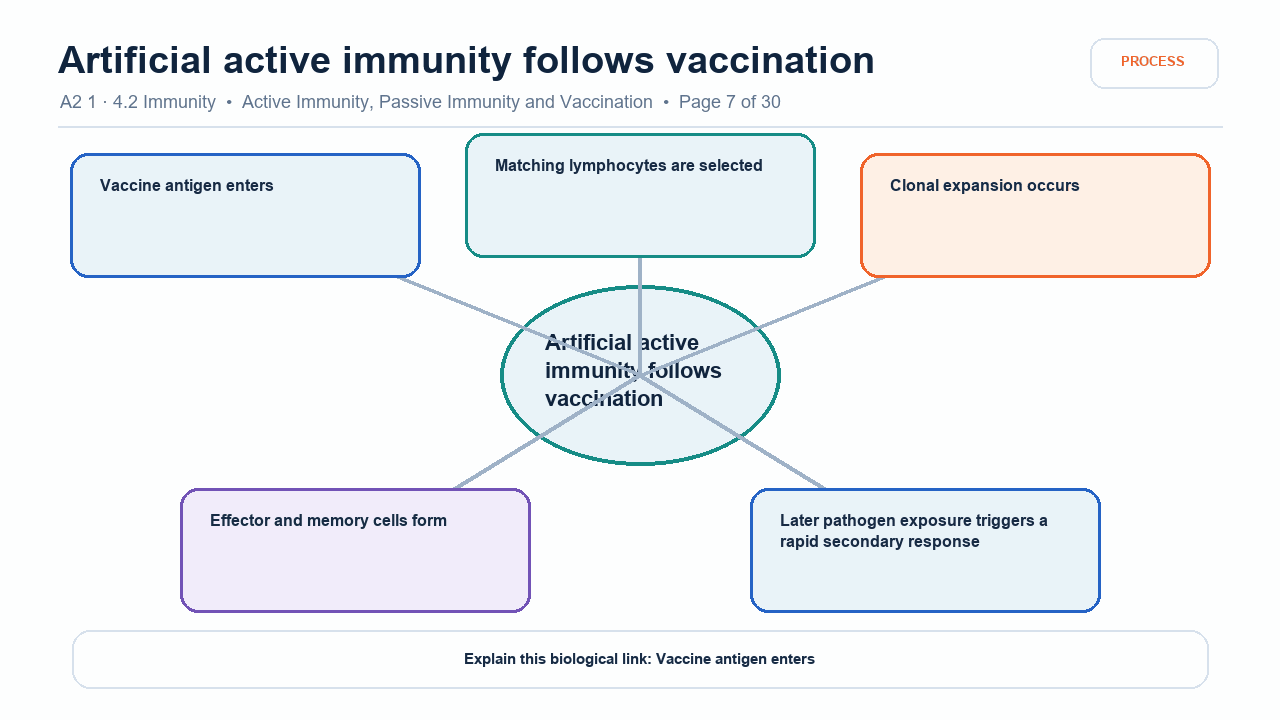 Artificial active immunity follows vaccination
PROCESS
A2 1 · 4.2 Immunity • Active Immunity, Passive Immunity and Vaccination • Page 7 of 30
Vaccine antigen enters
Matching lymphocytes are selected
Clonal expansion occurs
Artificial active
immunity follows
vaccination
Effector and memory cells form
Later pathogen exposure triggers a
rapid secondary response
Explain this biological link: Vaccine antigen enters